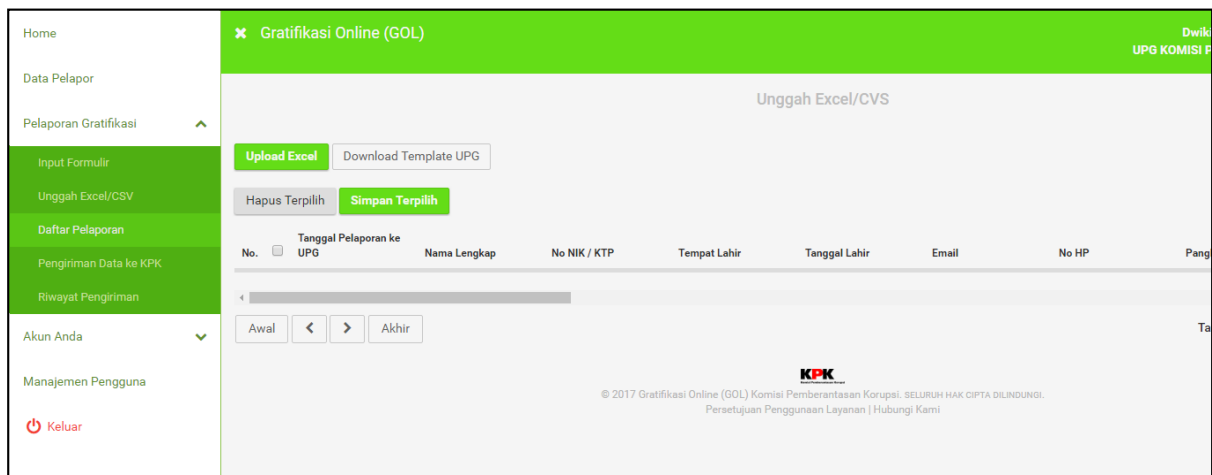 Home
Data Pelapor
Pelaporan Gratifikasi
Input Formulir
Unggah Excel/CSV
Daftar Pelaporan
Pengiriman Data ke KPK
Riwayat Pengiriman
Akun Anda
Manajemen Pengguna
Keluar
Gratifikasi Online (GOL)
Dwiki
UPG KOMISI P
Unggah Excel/CVS
Upload Excel Download Template UPG
Hapus Terpilih Simpan Terpilih
No. Tanggal Pelaporan ke UPG Nama Lengkap No NIK / KTP Tempat Lahir Tanggal Lahir Email No HP Pang
Awal Akhir Ta
KPK
© 2017 Gratifikasi Online (GOL) Komisi Pemberantasan Korupsi. SELURUH HAK CIPTA DILINDUNGI.
Persetujuan Penggunaan Layanan | Hubungi Kami